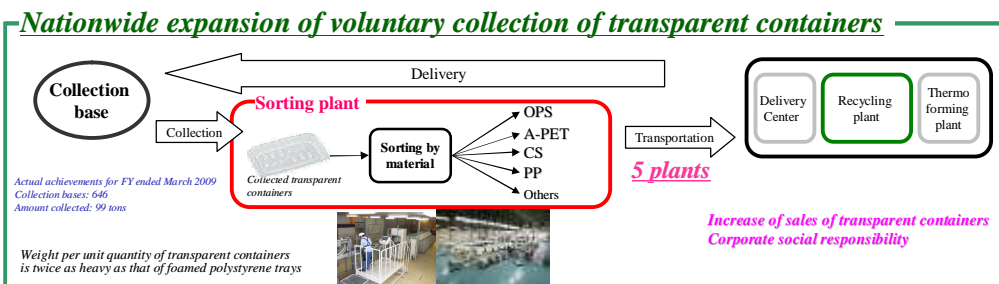 Nationwide expansion of voluntary collection of transparent containers
Delivery
Collection
base
Collection
Sorting plant
Collected transparent
containers
Sorting by
material
OPS
A-PET
CS
PP
Others
Transportation
5 plants
Delivery
Center
Recycling
plant
Thermo
forming
plant
Actual achievements for FY ended March 2009
Collection bases: 646
Amount collected: 99 tons
Increase of sales of transparent containers
Corporate social responsibility
Weight per unit quantity of transparent containers
is twice as heavy as that of foamed polystyrene trays